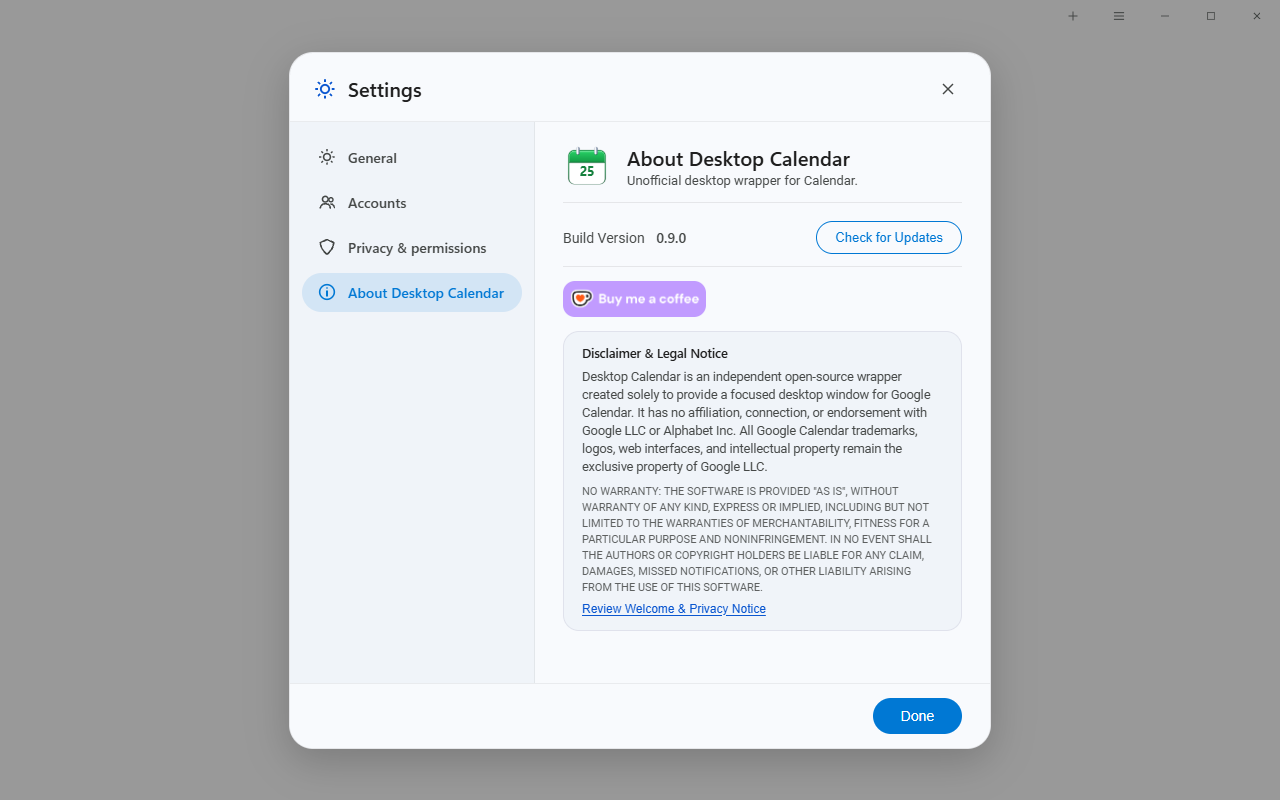 Settings
General
Accounts
Privacy & permissions
About Desktop Calendar
25
About Desktop Calendar
Unofficial desktop wrapper for Calendar.
Build Version 0.9.0
Check for Updates
Buy me a coffee
Disclaimer & Legal Notice
Desktop Calendar is an independent open-source wrapper
created solely to provide a focused desktop window for Google
Calendar. It has no affiliation, connection, or endorsement with
Google LLC or Alphabet Inc. All Google Calendar trademarks,
logos, web interfaces, and intellectual property remain the
exclusive property of Google LLC.
NO WARRANTY: THE SOFTWARE IS PROVIDED "AS IS", WITHOUT
WARRANTY OF ANY KIND, EXPRESS OR IMPLIED, INCLUDING BUT NOT
LIMITED TO THE WARRANTIES OF MERCHANTABILITY, FITNESS FOR A
PARTICULAR PURPOSE AND NONINFRINGEMENT. IN NO EVENT SHALL
THE AUTHORS OR COPYRIGHT HOLDERS BE LIABLE FOR ANY CLAIM,
DAMAGES, MISSED NOTIFICATIONS, OR OTHER LIABILITY ARISING
FROM THE USE OF THIS SOFTWARE.
Review Welcome & Privacy Notice
Done